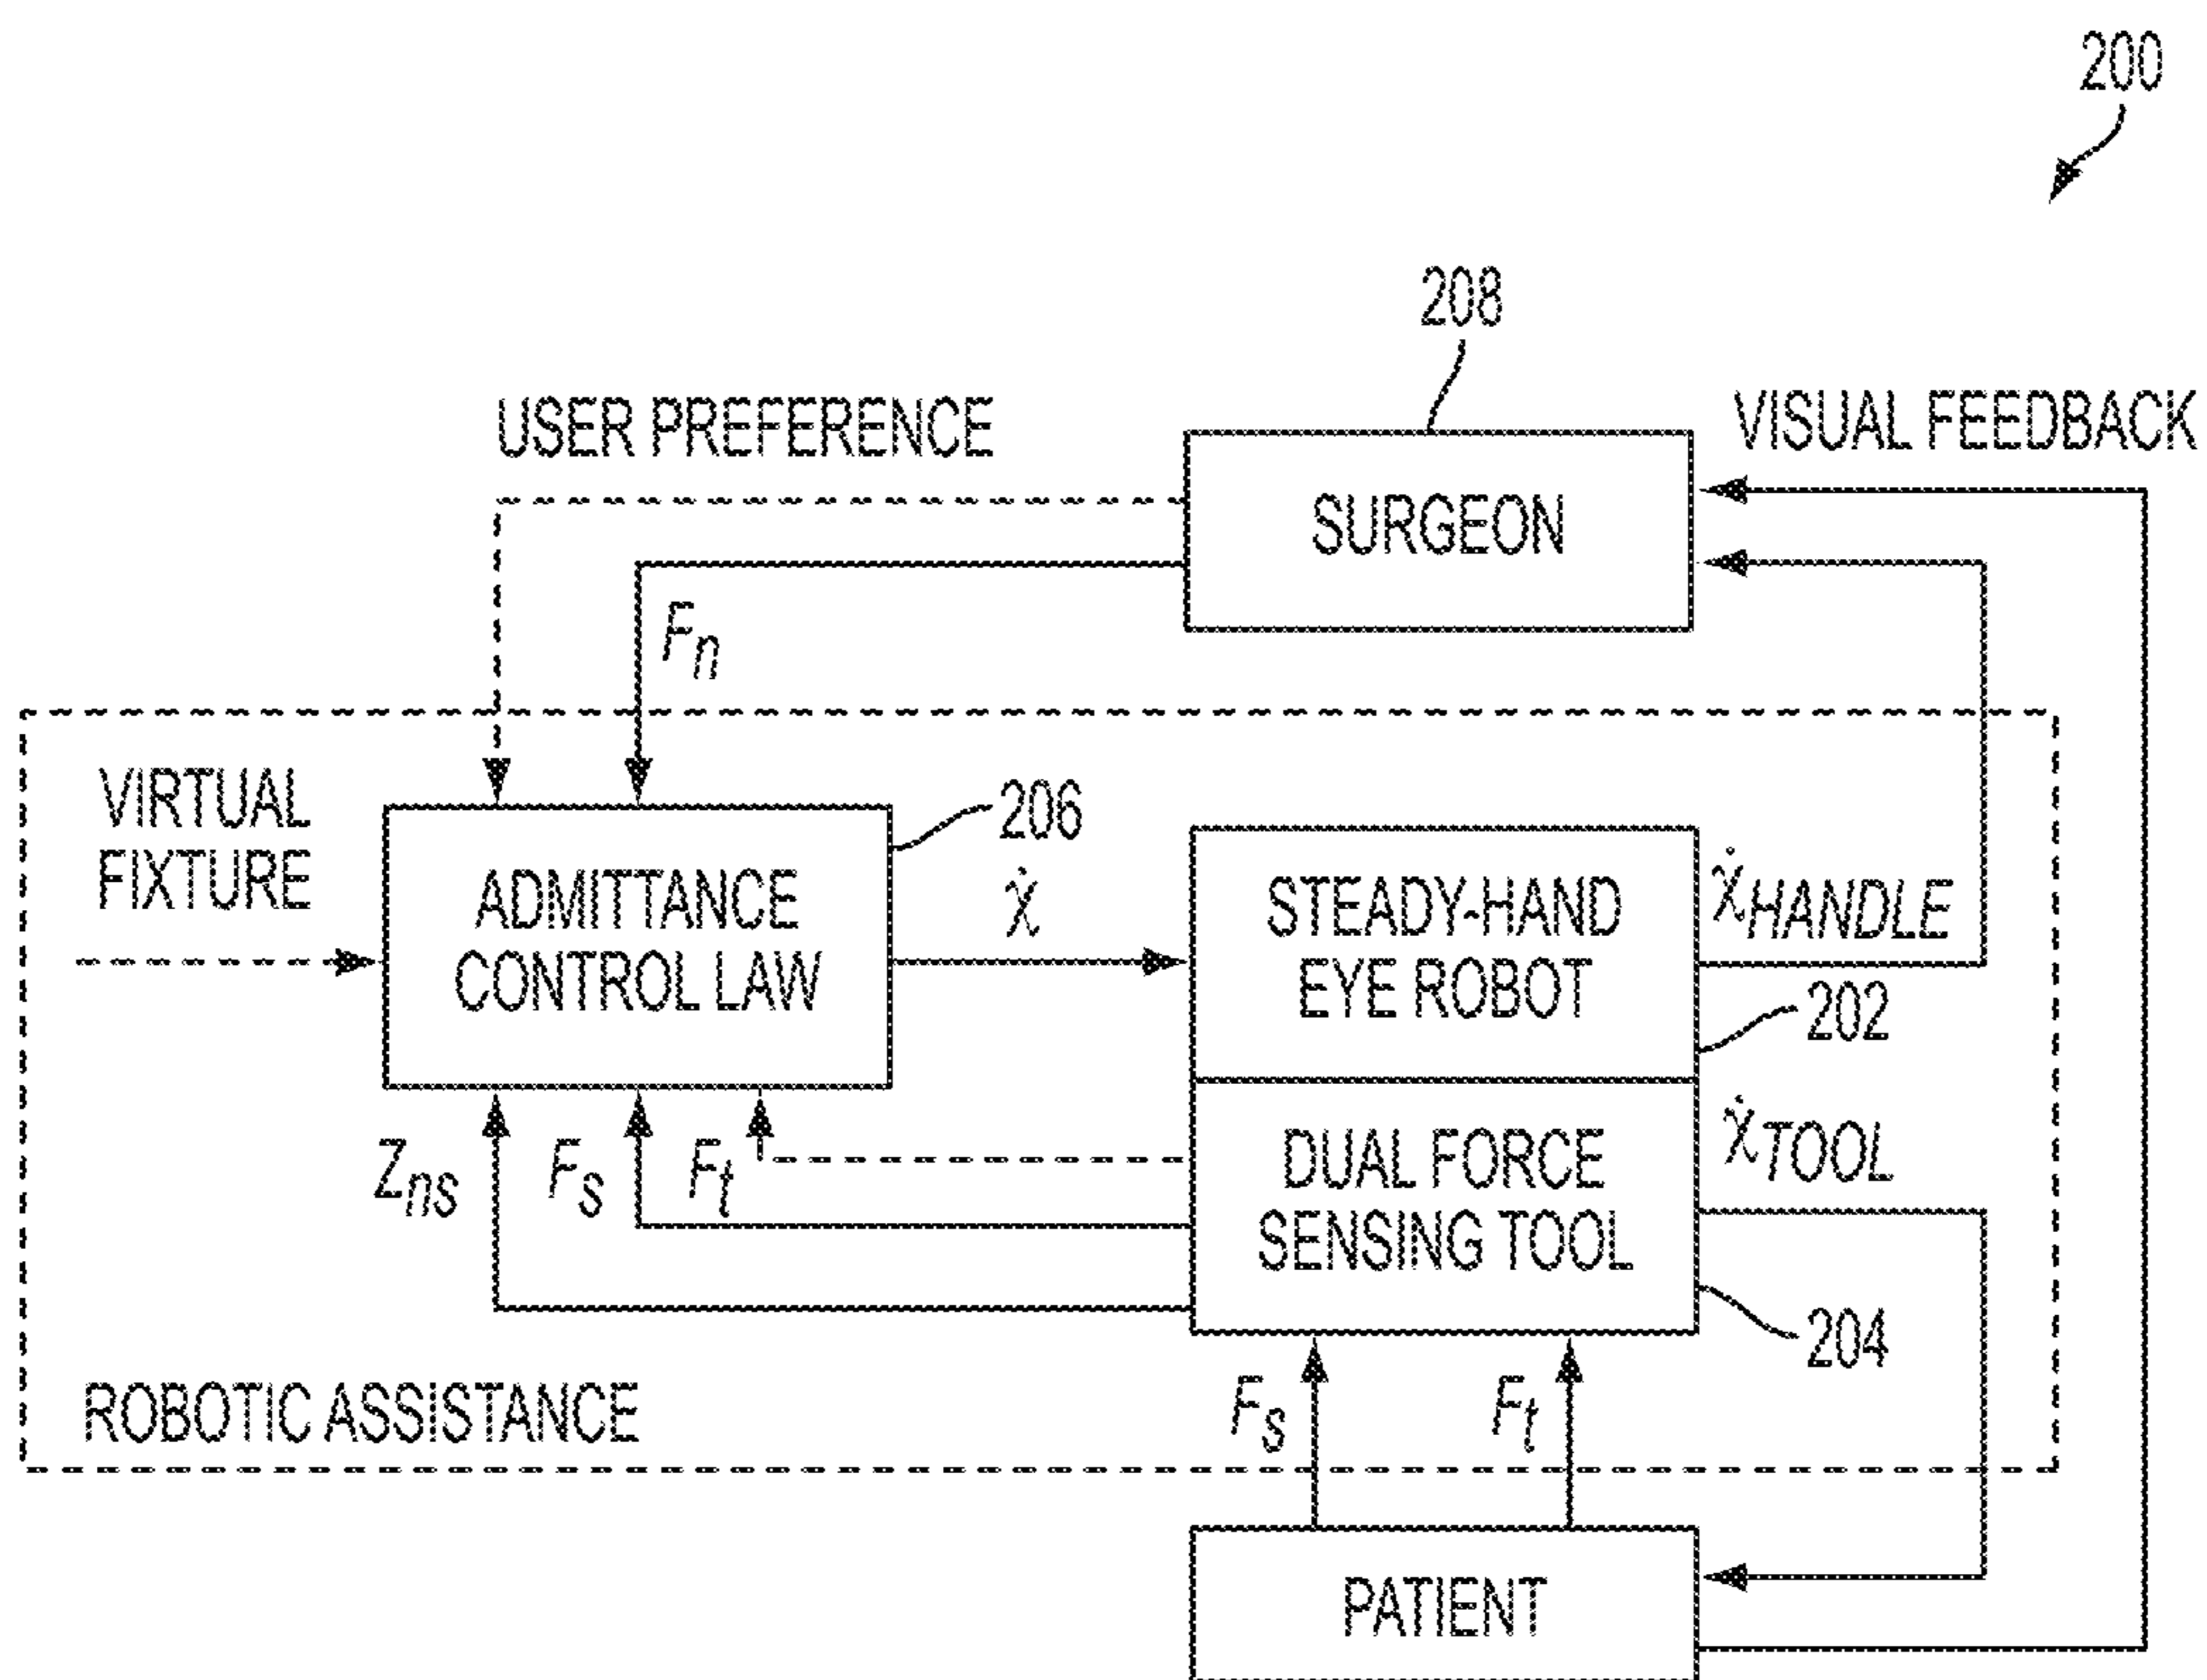 200
208
USER PREFERENCE
VISUAL FEEDBACK
SURGEON
Fn
VIRTUAL
FIXTURE
206
ADMITTANCE
CONTROL LAW
ẋ
STEADY-HAND
EYE ROBOT
ẋHANDLE
202
Zns
Fs
Ft
DUAL FORCE
SENSING TOOL
ẋTOOL
204
ROBOTIC ASSISTANCE
Fs
Ft
PATIENT